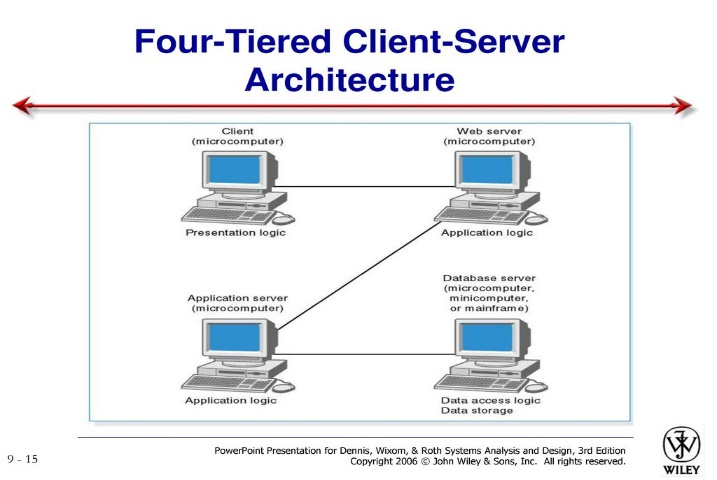 Four-Tiered Client-Server
Architecture
Client
(microcomputer)
Presentation logic
Web server
(microcomputer)
Application logic
Application server
(microcomputer)
Application logic
Database server
(microcomputer,
minicomputer,
or mainframe)
Data access logic
Data storage
9 - 15
PowerPoint Presentation for Dennis, Wixom, & Roth Systems Analysis and Design, 3rd Edition
Copyright 2006 © John Wiley & Sons, Inc. All rights reserved.
WILEY